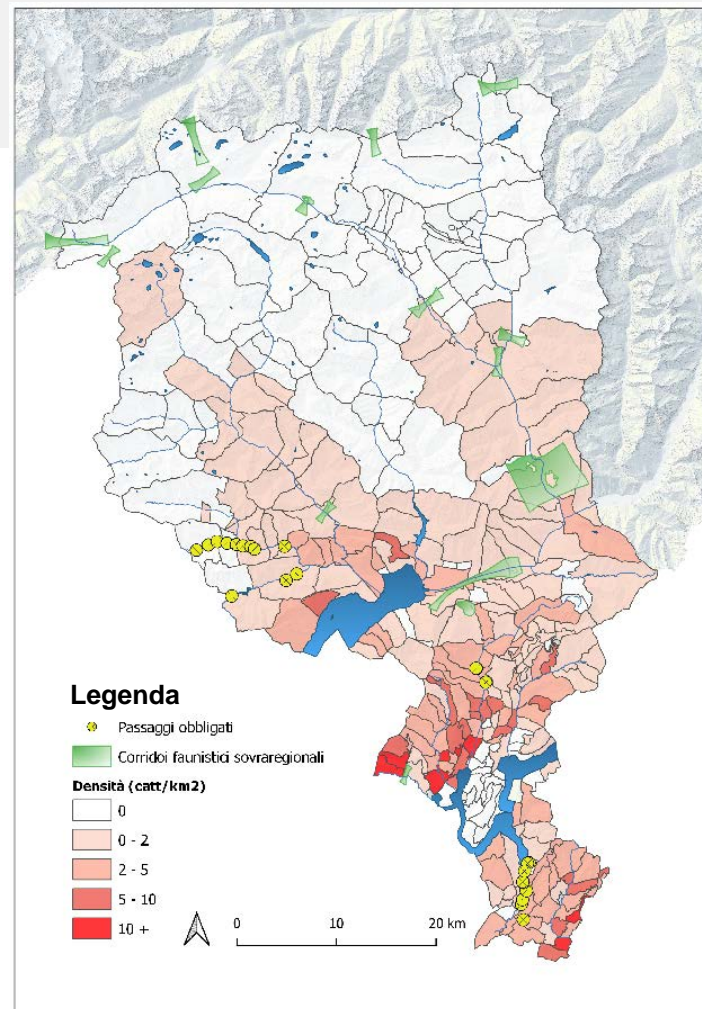 Legenda
Passaggi obbligati
Corridoi faunistici sovraregionali
Densità (catt/km2)
0
0 - 2
2 - 5
5 - 10
10 +
0 10 20 km